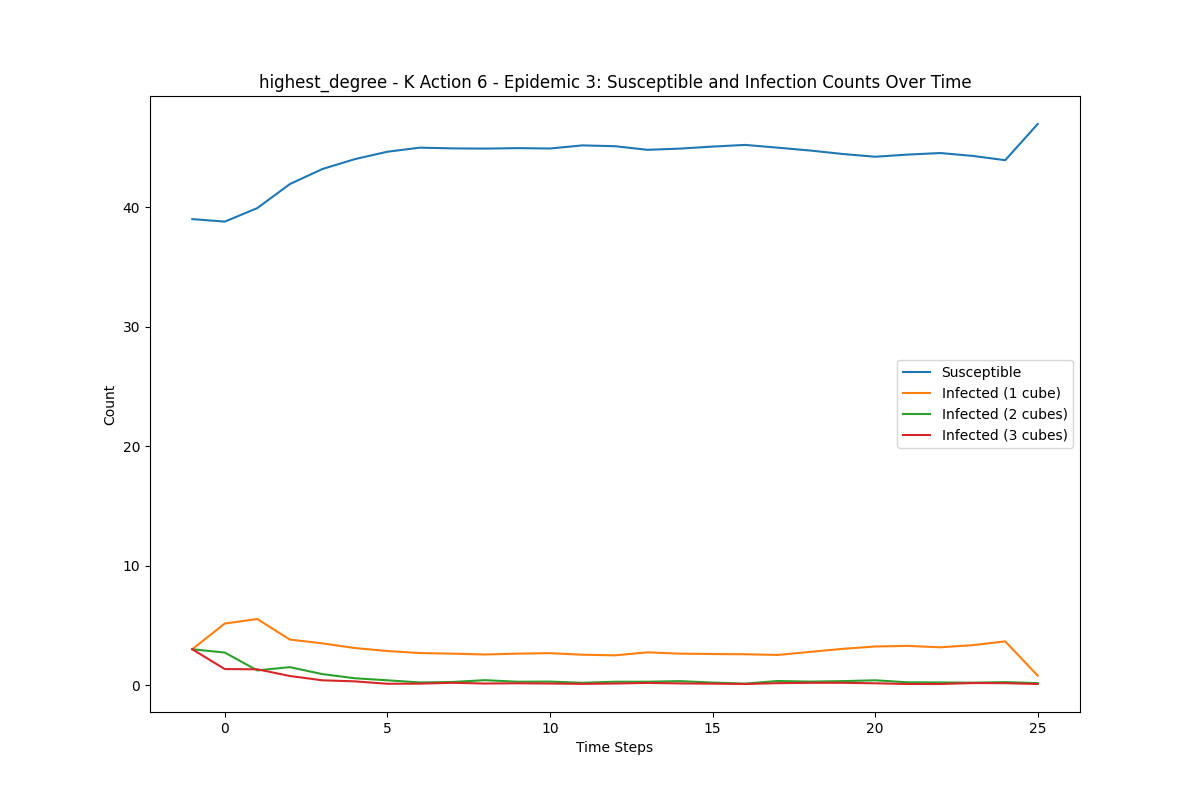 highest_degree - K Action 6 - Epidemic 3: Susceptible and Infection Counts Over Time
40
30
20
10
0
Count
Susceptible
Infected (1 cube)
Infected (2 cubes)
Infected (3 cubes)
0 5 10 15 20 25
Time Steps